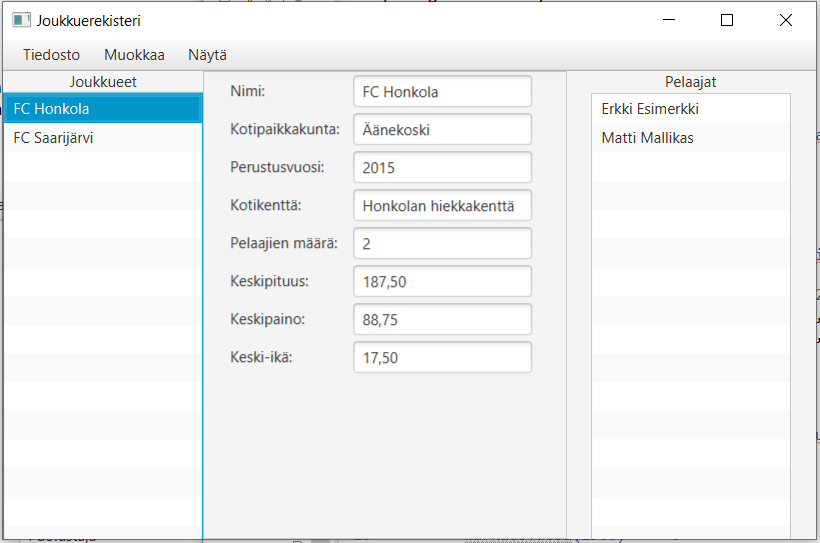 Joukkuerekisteri
Tiedosto Muokkaa Näytä
Joukkueet
FC Honkola
FC Saarijärvi
Nimi: FC Honkola
Kotipaikkakunta: Äänekoski
Perustusvuosi: 2015
Kotikenttä: Honkolan hiekkakenttä
Pelaajien määrä: 2
Keskipituus: 187,50
Keskipaino: 88,75
Keski-ikä: 17,50
Pelaajat
Erkki Esimerkki
Matti Mallikas